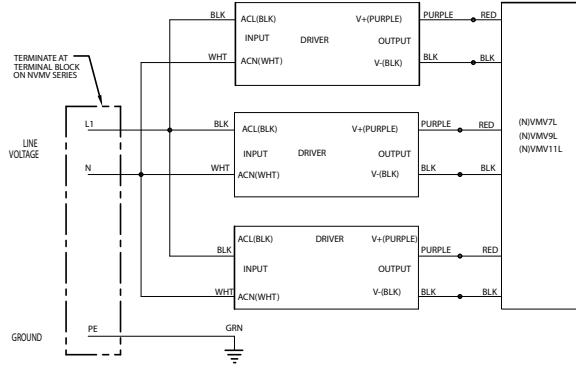 BLK ACL(BLK) V+(PURPLE) PURPLE RED
INPUT DRIVER OUTPUT
WHT ACN(WHT) V-(BLK) BLK BLK
TERMINATE AT
TERMINAL BLOCK
ON NVMV SERIES
LINE
VOLTAGE
L1
N
BLK ACL(BLK) V+(PURPLE) PURPLE RED
INPUT DRIVER OUTPUT
WHT ACN(WHT) V-(BLK) BLK BLK
(N)VMV7L
(N)VMV9L
(N)VMV11L
ACL(BLK) DRIVER V+(PURPLE)
BLK PURPLE RED
INPUT OUTPUT
WHT ACN(WHT) V-(BLK) BLK BLK
GROUND PE GRN